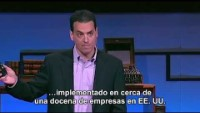 …implementado en cerca de
una docena de empresas en EE. UU.